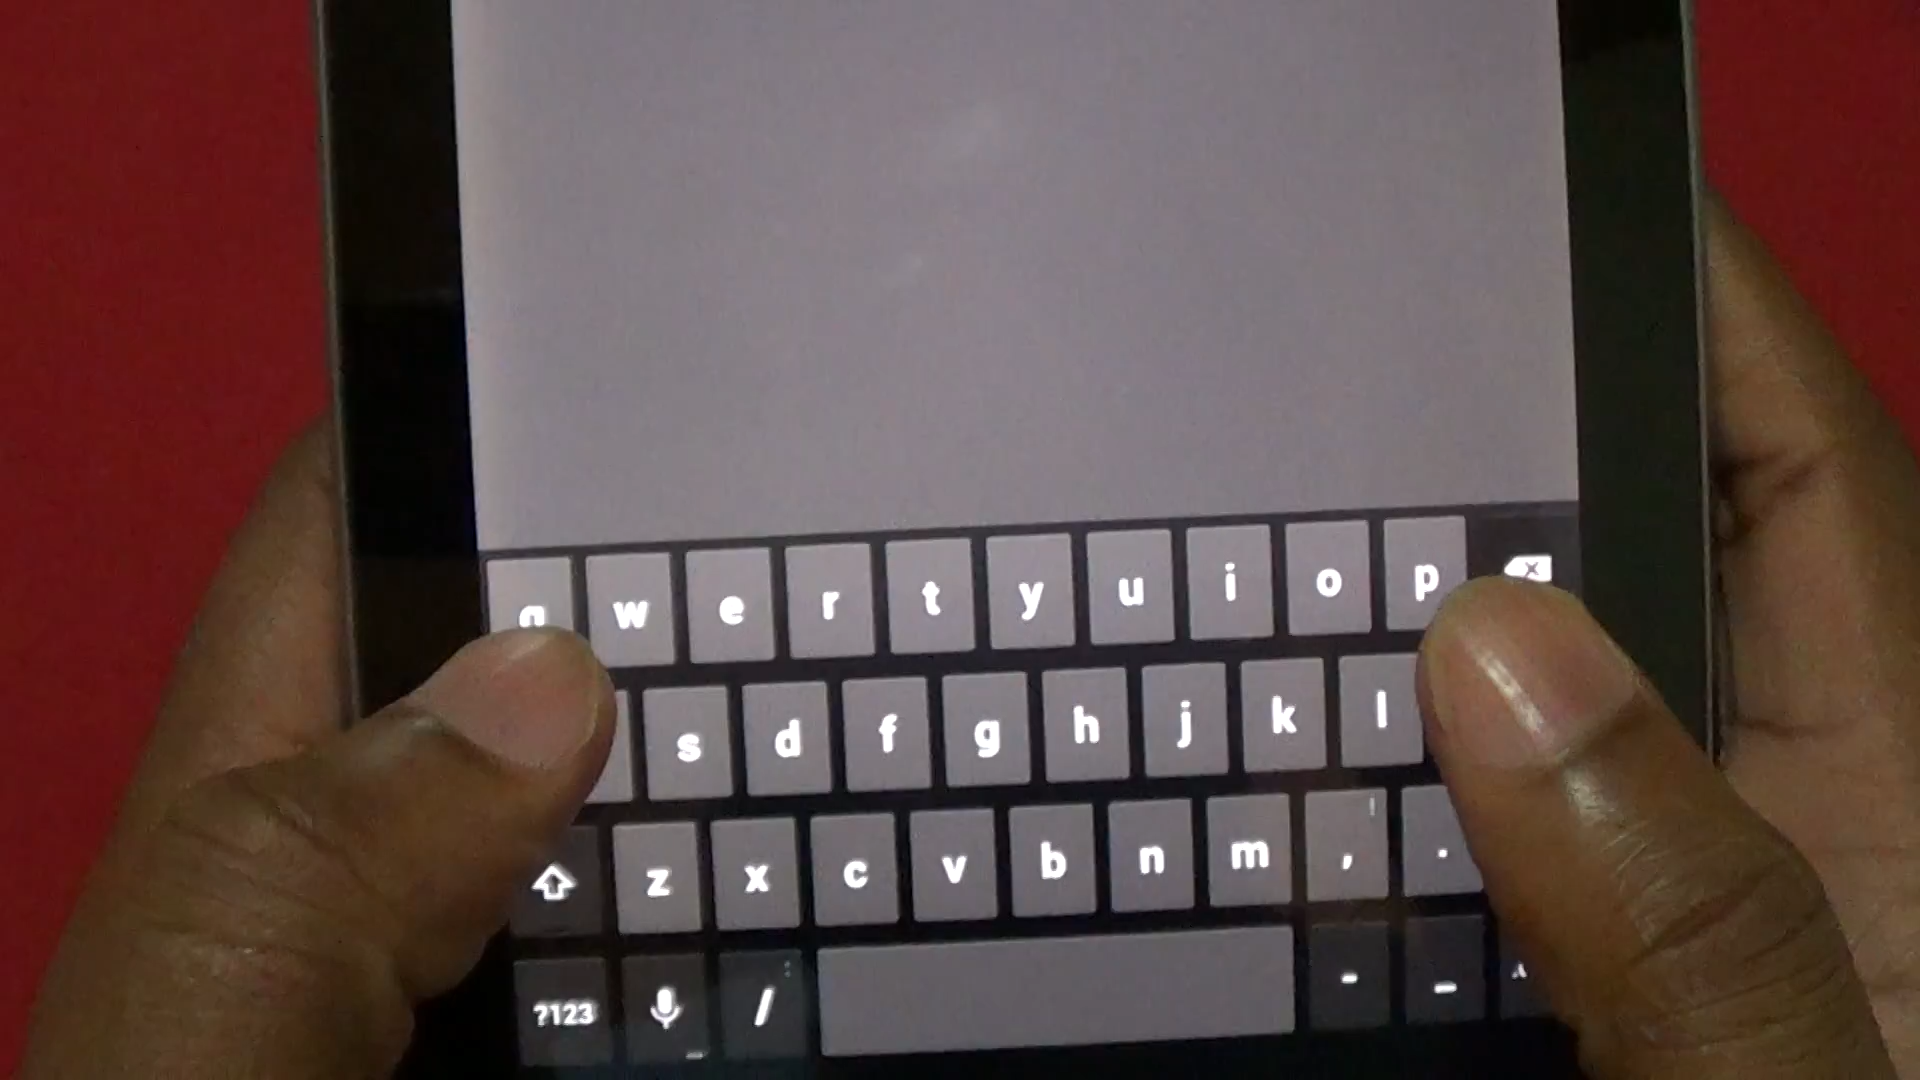 q w e r t y u i o p
s d f g h j k l
z x c v b n m , ! .
?123 / : - _